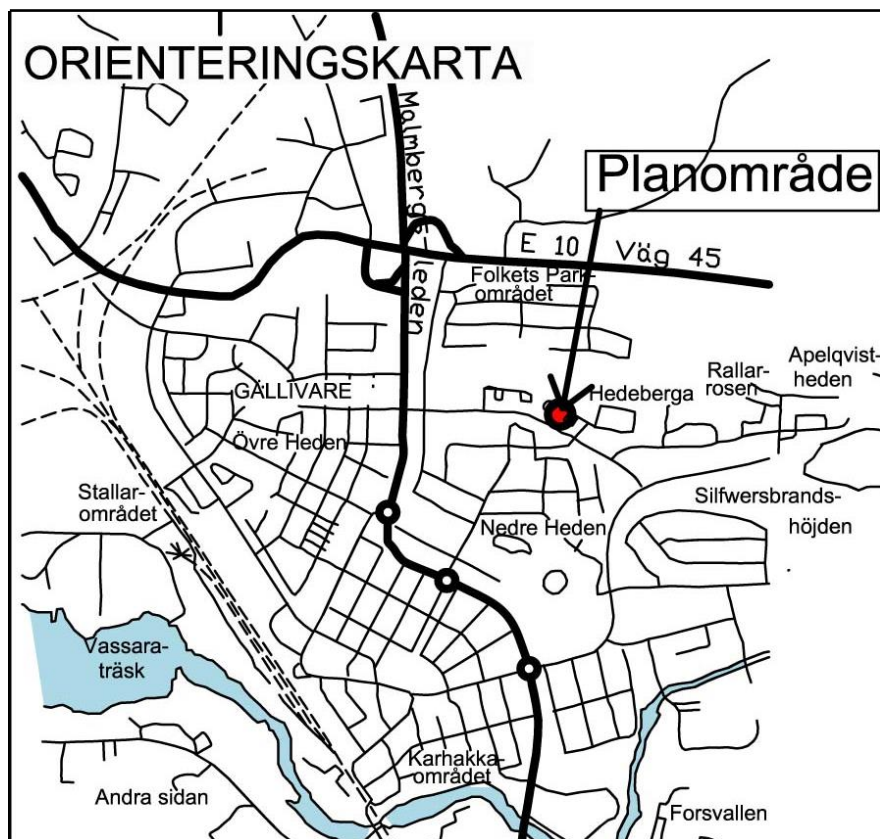 ORIENTERINGSKARTA
Malmbergs-leden
Planområde
E 10 Väg 45
Folkets Park-
området
GÄLLIVARE
Hedeberga
Rallar-
rosen
Apelqvist-
heden
Övre Heden
Stallar-
området
Nedre Heden
Silfwersbrands-
höjden
Vassara-
träsk
Karhakka-
området
Andra sidan
Forsvallen